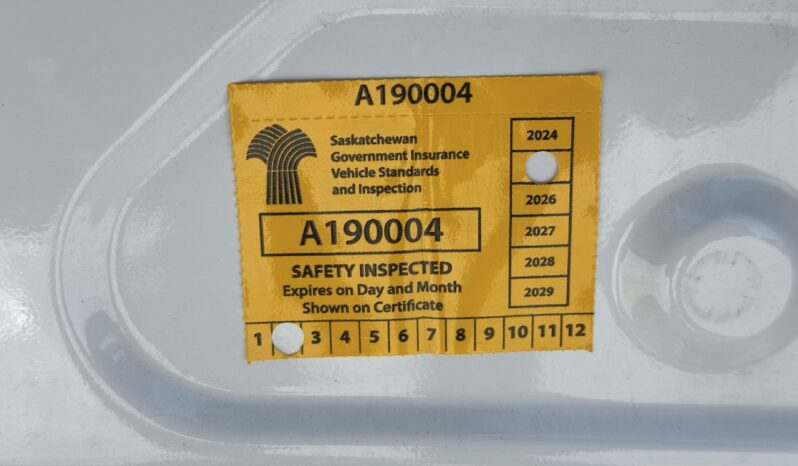 A190004
Saskatchewan
Government Insurance
Vehicle Standards
and Inspection
A190004
SAFETY INSPECTED
Expires on Day and Month
Shown on Certificate
2024
2026
2027
2028
2029
1 3 4 5 6 7 8 9 10 11 12